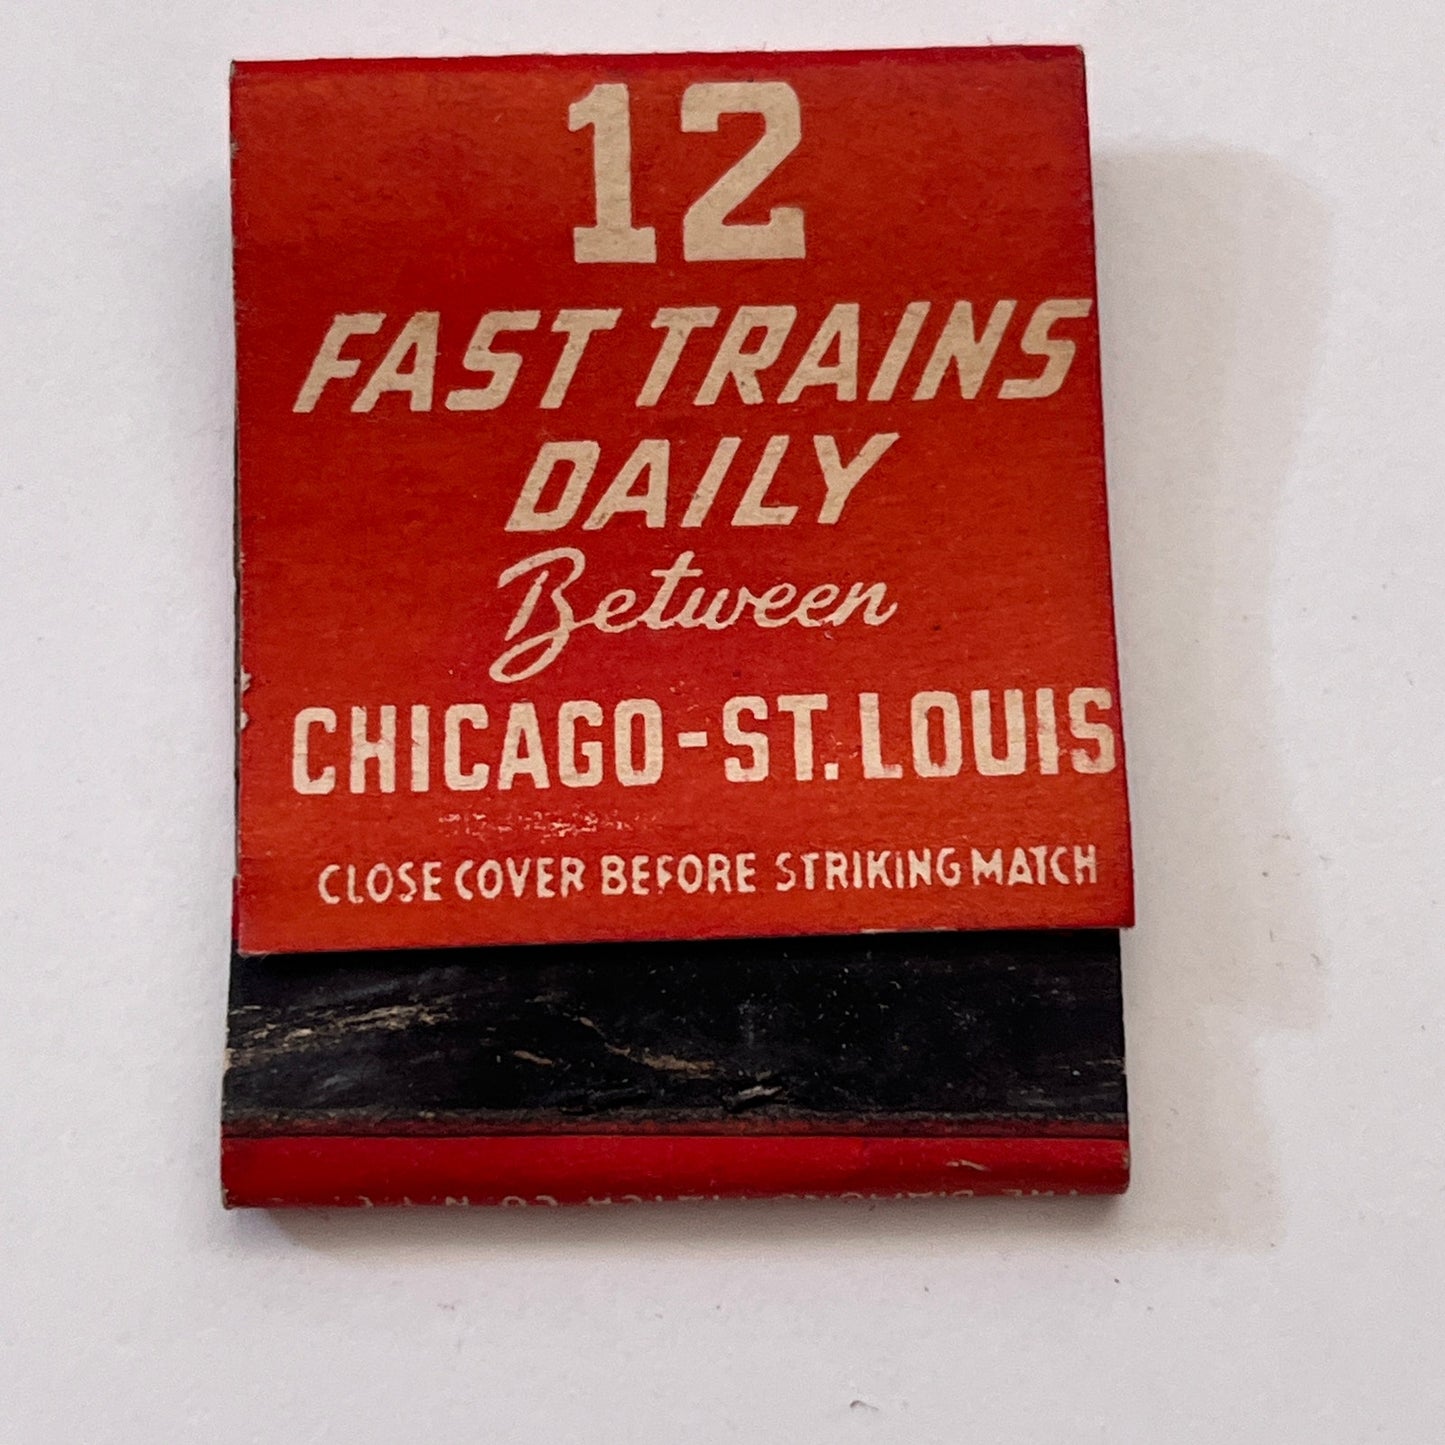 12
FAST TRAINS
DAILY
Between
CHICAGO-ST. LOUIS
CLOSE COVER BEFORE STRIKING MATCH